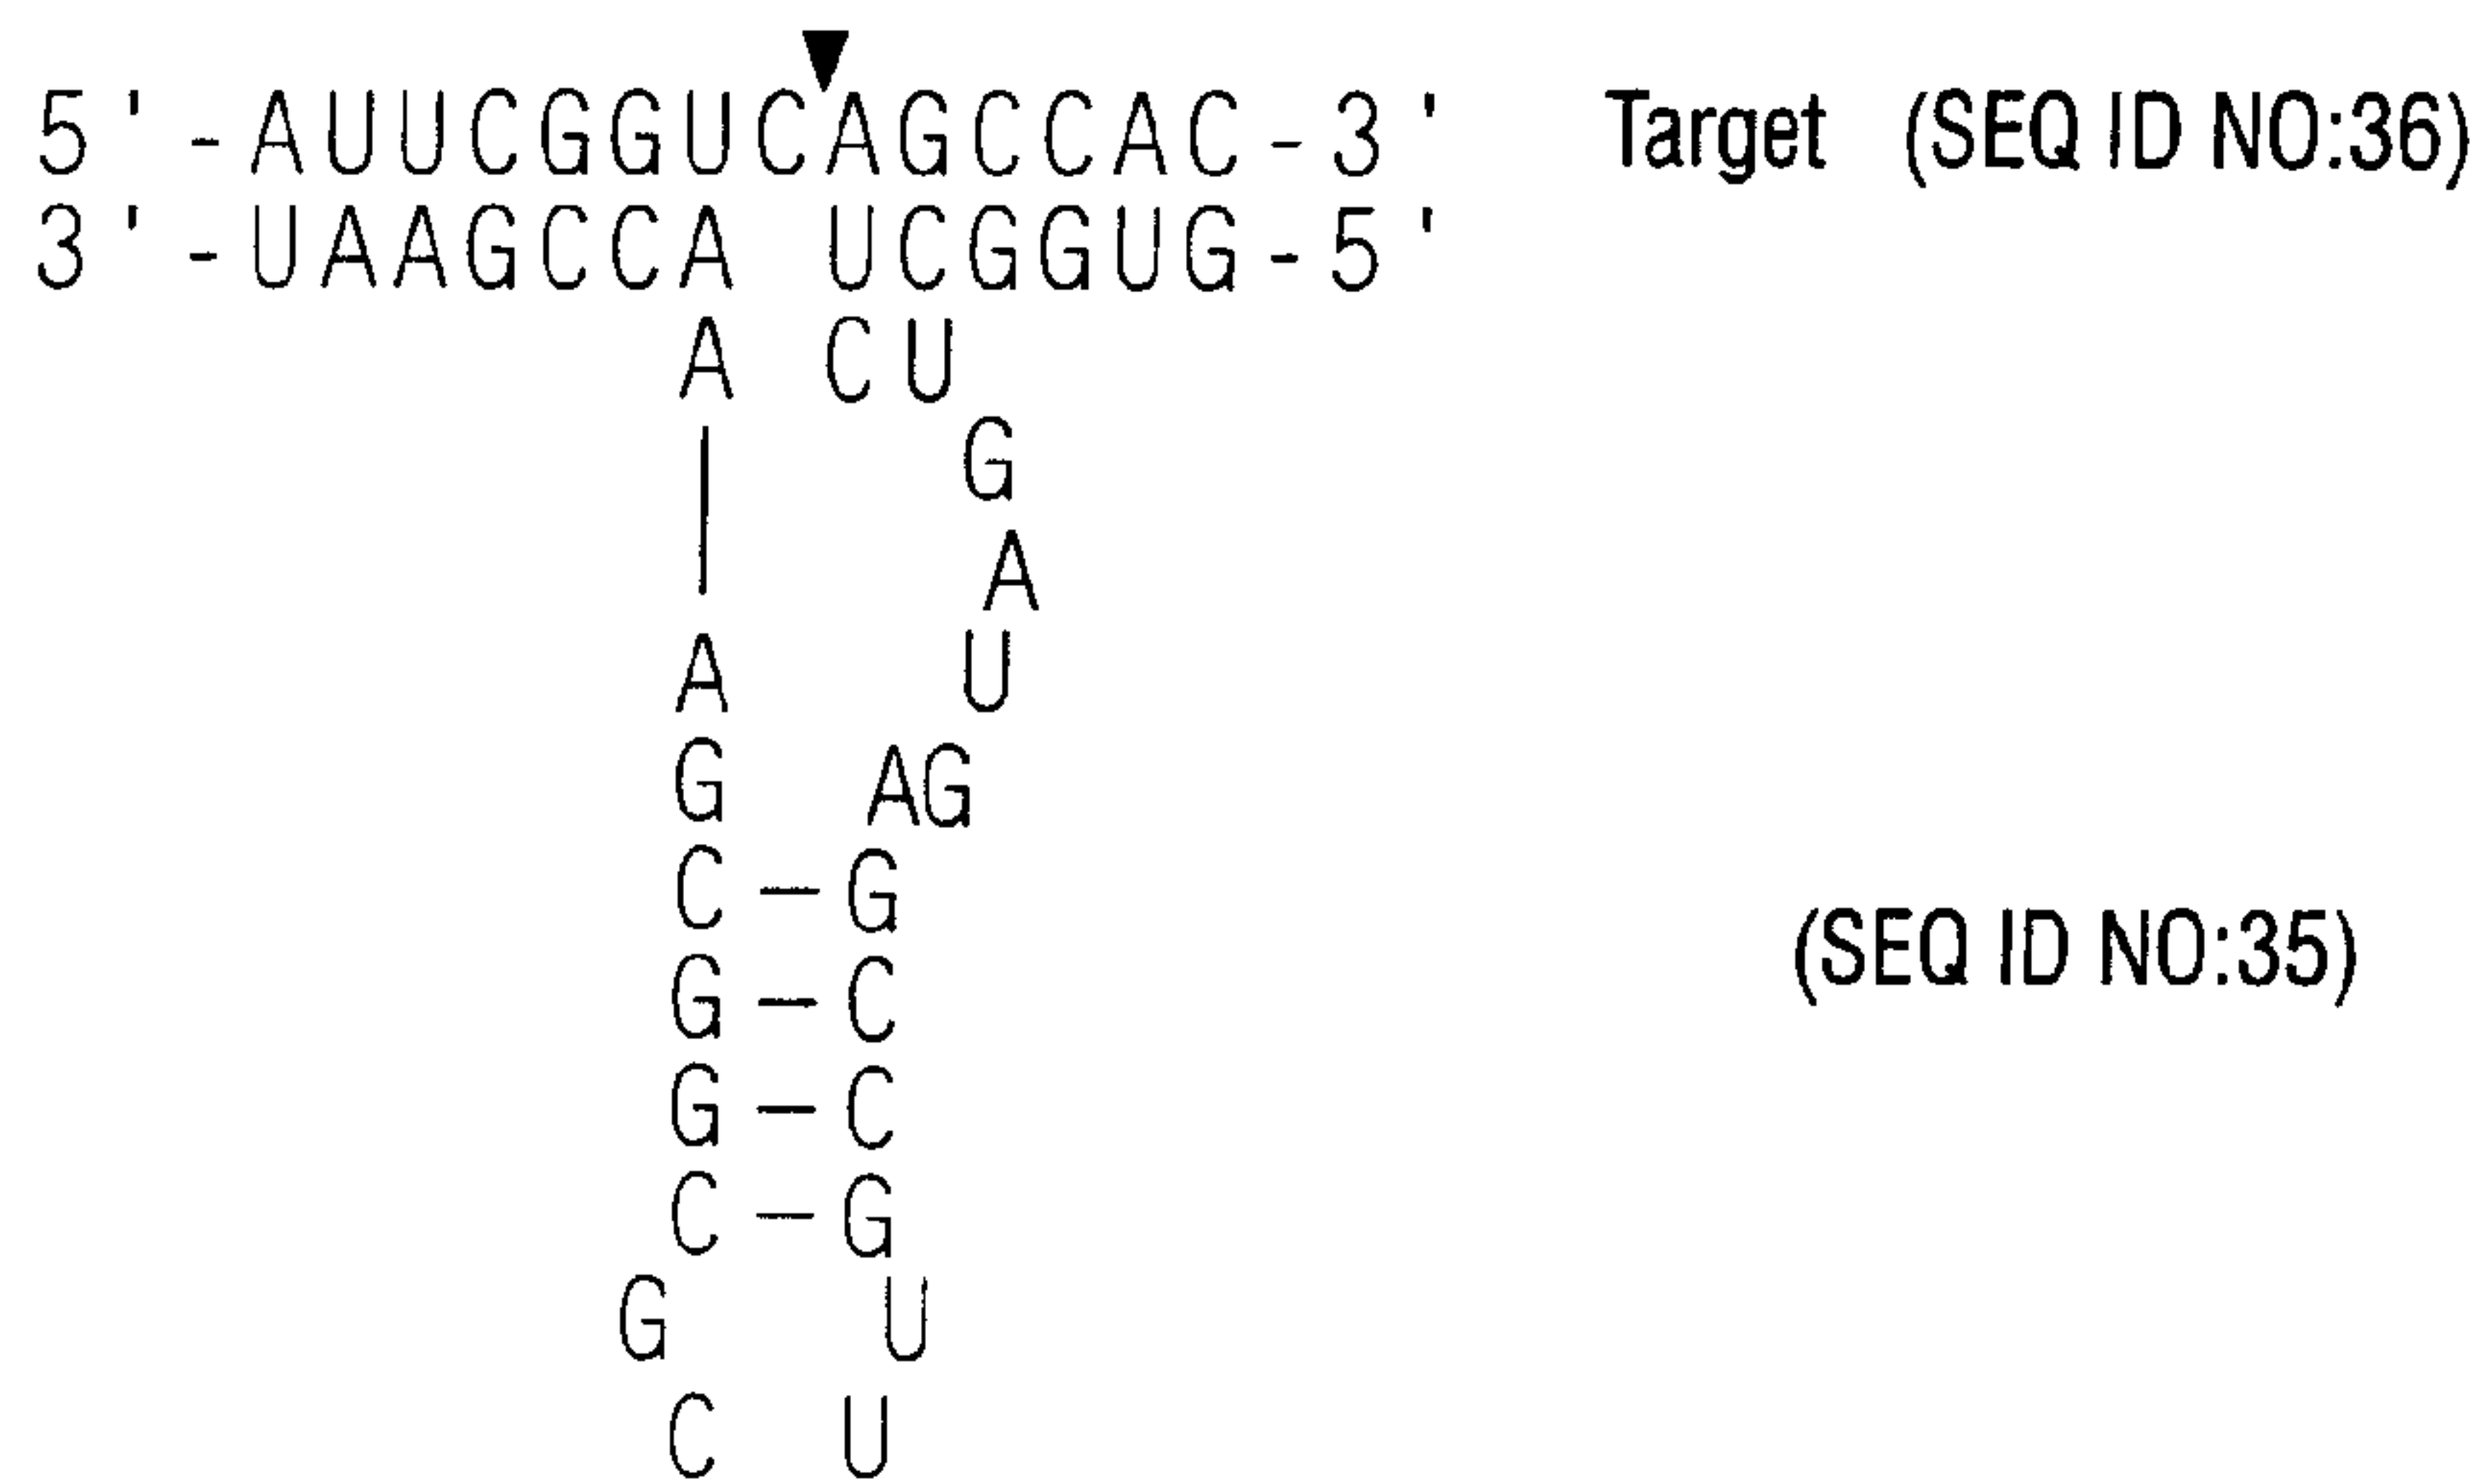 5'-AUUCGGUCAGCCAC-3' Target (SEQ ID NO:36)
3'-UAAGCCA UCGGUG-5'
A CU
G
A
A U
G AG
C-G
G-C (SEQ ID NO:35)
G-C
C-G
G U
C U